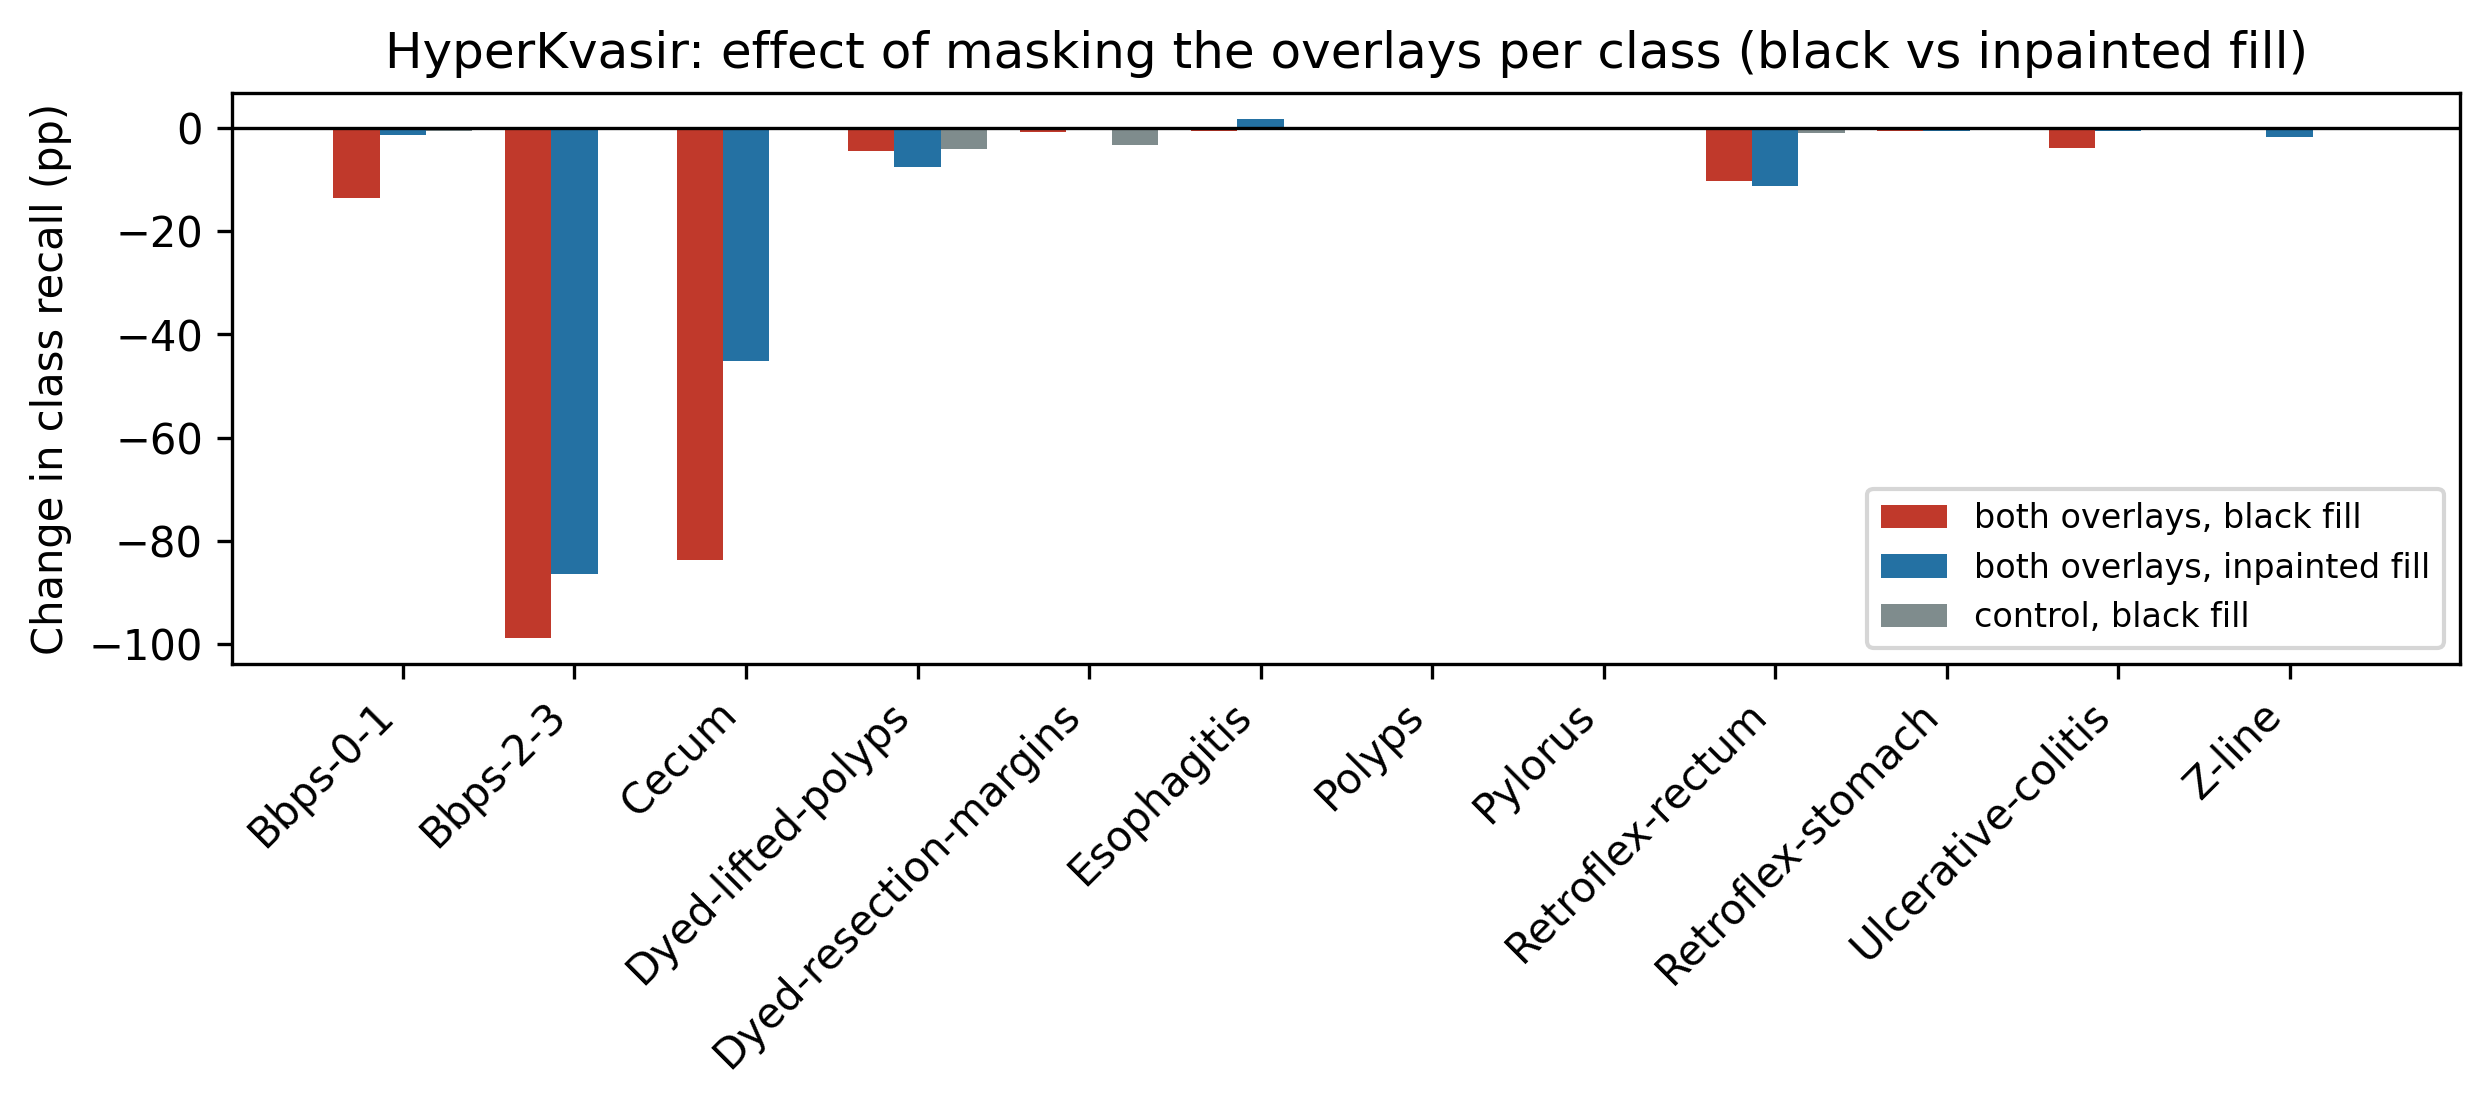 HyperKvasir: effect of masking the overlays per class (black vs inpainted fill)
Change in class recall (pp)
0
−20
−40
−60
−80
−100
both overlays, black fill
both overlays, inpainted fill
control, black fill
Bbps-0-1
Bbps-2-3
Cecum
Dyed-lifted-polyps
Dyed-resection-margins
Esophagitis
Polyps
Pylorus
Retroflex-rectum
Retroflex-stomach
Ulcerative-colitis
Z-line